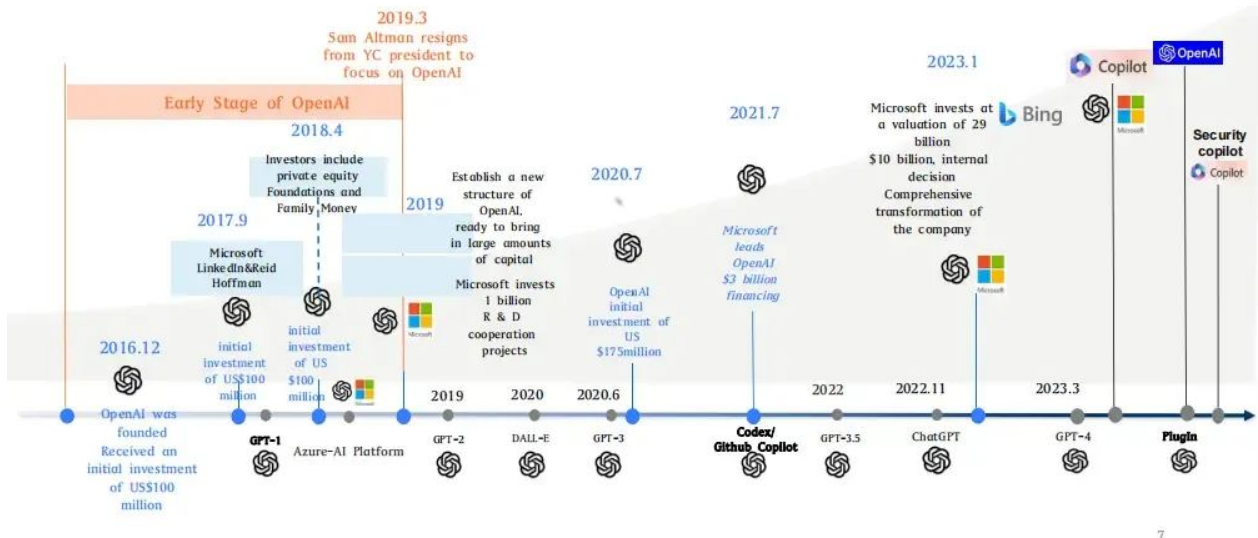 2019.3
Sam Altman resigns
from YC president to
focus on OpenAI
Early Stage of OpenAI
2018.4
Investors include
private equity
Foundations and
Family Money
2017.9
Microsoft
LinkedIn&Reid
Hoffman
initial
investment
of US$100
million
initial
investment
of US
$100
million
2016.12
OpenAI was
founded
Received an
initial investment
of US$100
million
2019
Establish a new
structure of
OpenAI,
ready to bring
in large amounts
of capital
Microsoft invests
1 billion
R & D
cooperation
projects
Microsoft
2020.7
OpenAI
initial
investment of
US
$175million
2021.7
Microsoft
leads
OpenAI
$3 billion
financing
2023.1
Microsoft invests at
a valuation of 29
billion
$10 billion, internal
decision
Comprehensive
transformation of
the company
Microsoft
Bing
Copilot
Microsoft
OpenAI
Security
copilot
Copilot
GPT-1
Azure-AI Platform
Microsoft
2019
GPT-2
2020
DALL-E
2020.6
GPT-3
Codex/
Github Copilot
2022
GPT-3.5
2022.11
ChatGPT
2023.3
GPT-4
PlugIn
7